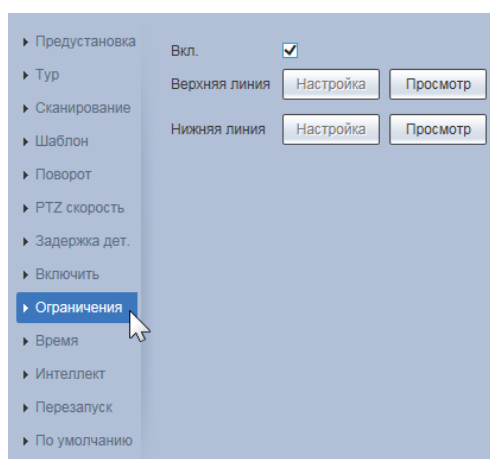 Предустановка
Тур
Сканирование
Шаблон
Поворот
PTZ скорость
Задержка дет.
Включить
Ограничения
Время
Интеллект
Перезапуск
По умолчанию
Вкл.
Верхняя линия Настройка Просмотр
Нижняя линия Настройка Просмотр